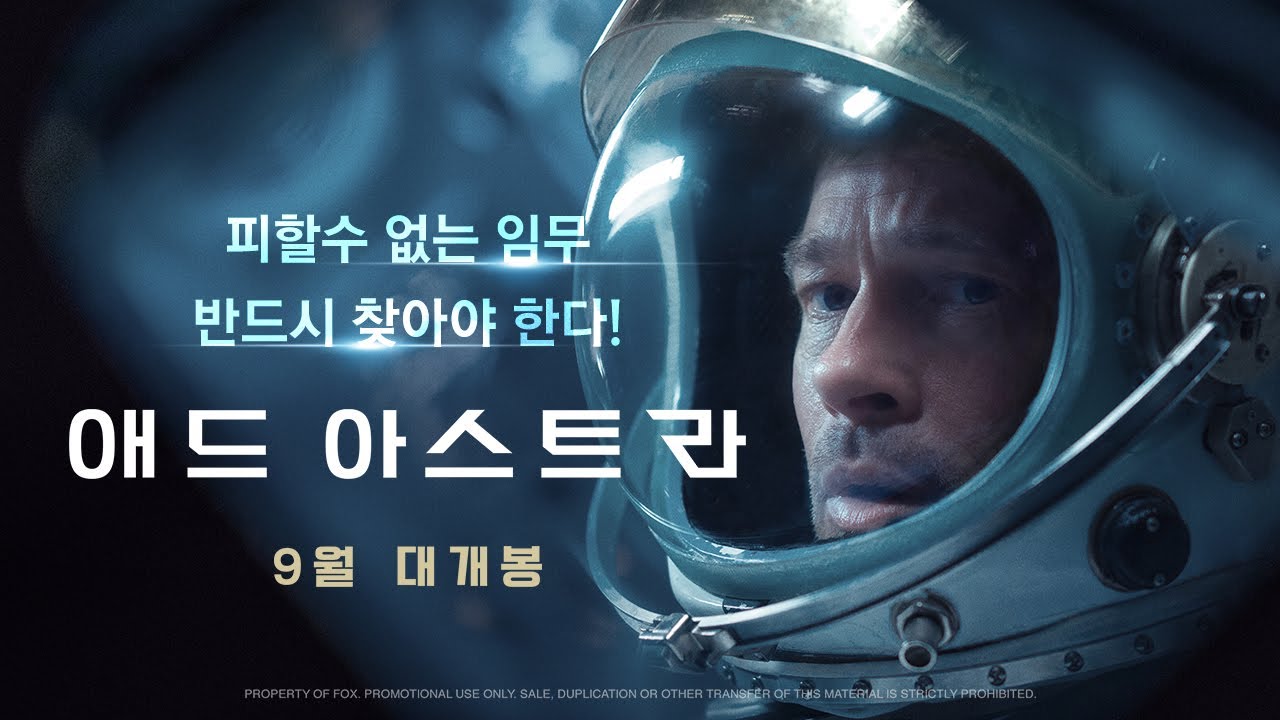 피할수 없는 임무
반드시 찾아야 한다!
애드 아스트라
9월 대개봉
PROPERTY OF FOX. PROMOTIONAL USE ONLY. SALE, DUPLICATION OR OTHER TRANSFER OF THIS MATERIAL IS STRICTLY PROHIBITED.